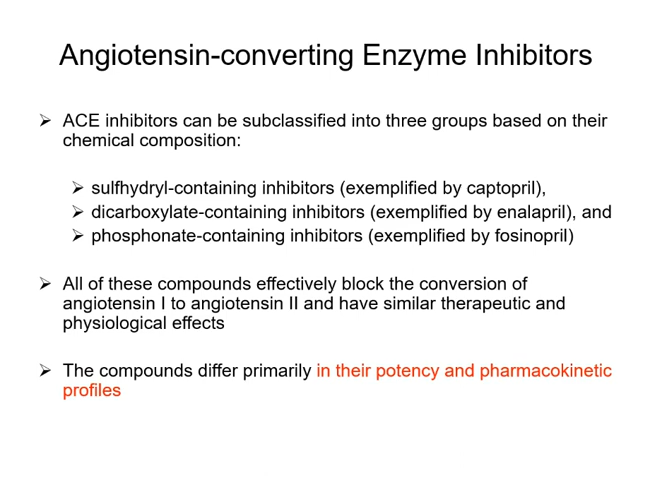 Angiotensin-converting Enzyme Inhibitors
ACE inhibitors can be subclassified into three groups based on their
chemical composition:
sulfhydryl-containing inhibitors (exemplified by captopril),
dicarboxylate-containing inhibitors (exemplified by enalapril), and
phosphonate-containing inhibitors (exemplified by fosinopril)
All of these compounds effectively block the conversion of
angiotensin I to angiotensin II and have similar therapeutic and
physiological effects
The compounds differ primarily in their potency and pharmacokinetic
profiles